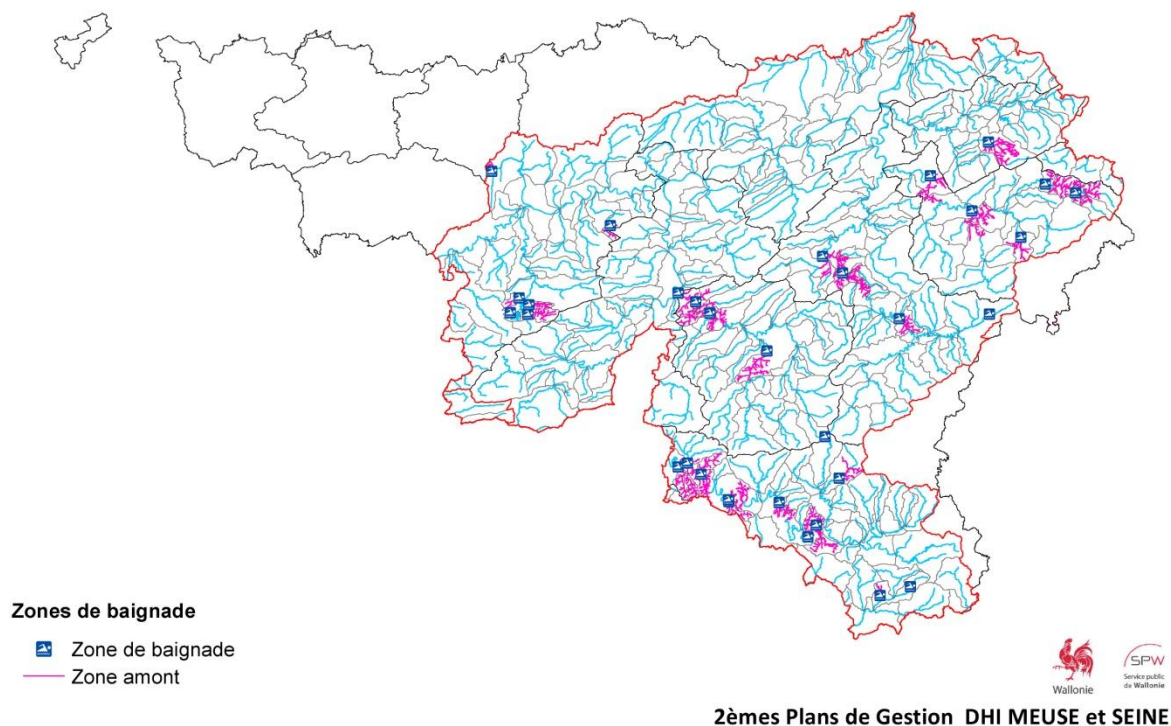 Zones de baignade
Zone de baignade
Zone amont
Wallonie
SPW
Service public
de Wallonie
2èmes Plans de Gestion DHI MEUSE et SEINE